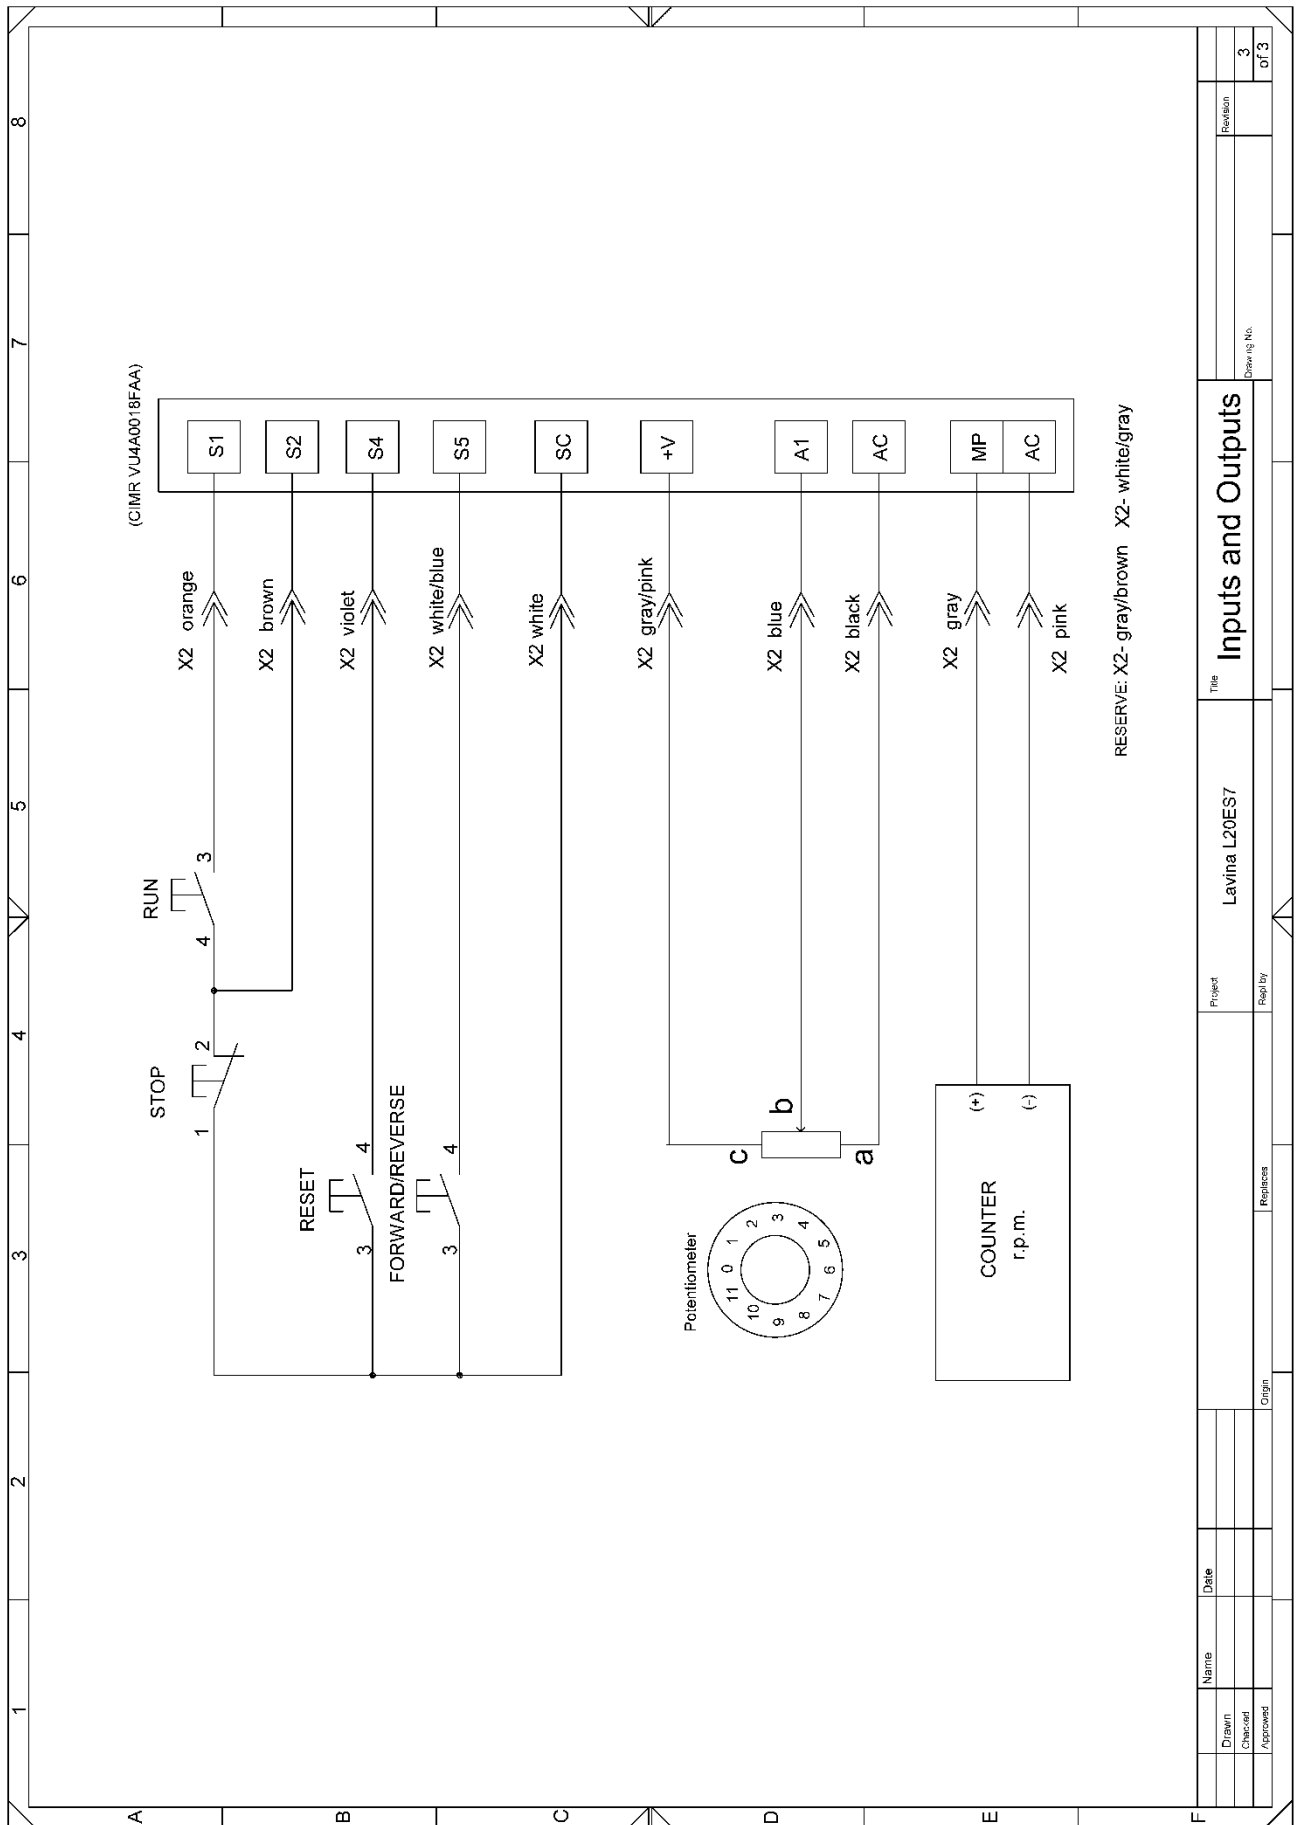 1
2
3
4
5
6
7
8
A
B
C
D
E
F
(CIMR VU4A0018FAA)
STOP
1
2
RUN
4
3
X2 orange
S1
X2 brown
S2
RESET
3
4
X2 violet
S4
FORWARD/REVERSE
3
4
X2 white/blue
S5
X2 white
SC
Potentiometer
0
1
2
3
4
5
6
7
8
9
10
11
c
b
a
X2 gray/pink
+V
X2 blue
A1
X2 black
AC
COUNTER
r.p.m.
(+)
(-)
X2 gray
MP
X2 pink
AC
RESERVE: X2- gray/brown X2- white/gray
Name
Date
Drawn
Checked
Approved
Origin
Replaces
Repl by
Project
Lavina L20ES7
Title
Inputs and Outputs
Drawing No.
Revision
3
of 3